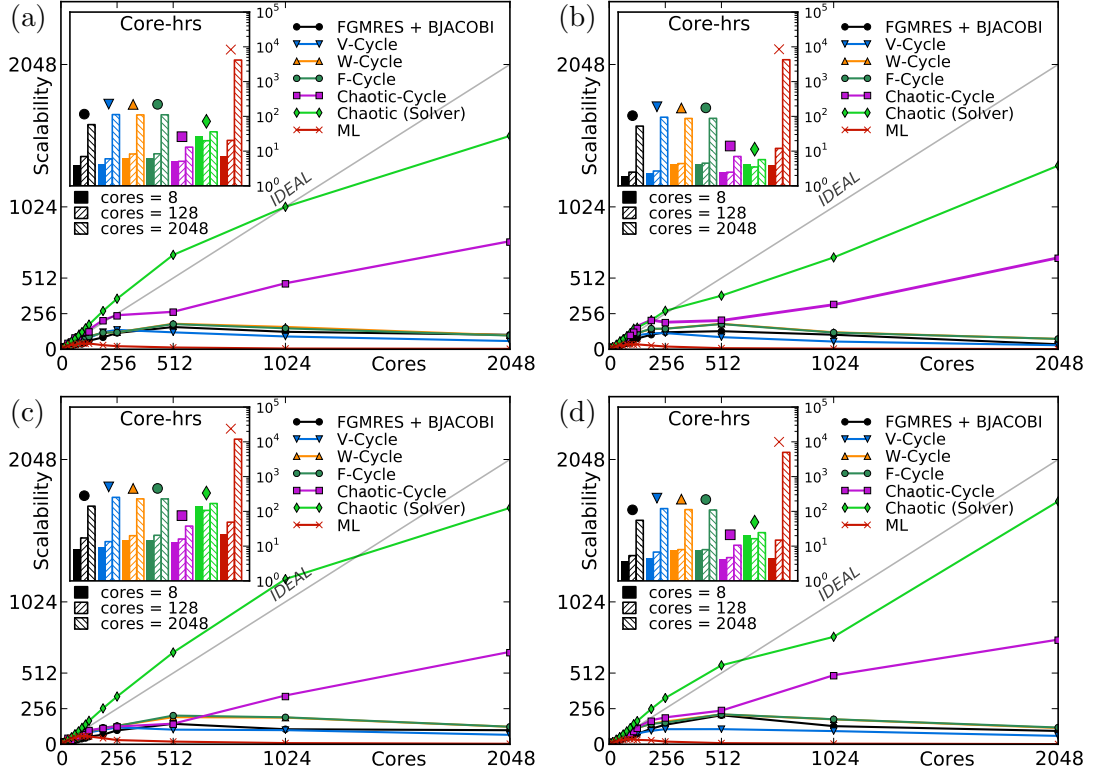 (a)
Core-hrs
10^5
10^4
10^3
10^2
10^1
10^0
FGMRES + BJACOBI
V-Cycle
W-Cycle
F-Cycle
Chaotic-Cycle
Chaotic (Solver)
ML
cores = 8
cores = 128
cores = 2048
IDEAL
Scalability
2048
1024
512
256
0
0
256
512
1024
Cores
2048
(b)
Core-hrs
10^5
10^4
10^3
10^2
10^1
10^0
FGMRES + BJACOBI
V-Cycle
W-Cycle
F-Cycle
Chaotic-Cycle
Chaotic (Solver)
ML
cores = 8
cores = 128
cores = 2048
IDEAL
Scalability
2048
1024
512
256
0
0
256
512
1024
Cores
2048
(c)
Core-hrs
10^5
10^4
10^3
10^2
10^1
10^0
FGMRES + BJACOBI
V-Cycle
W-Cycle
F-Cycle
Chaotic-Cycle
Chaotic (Solver)
ML
cores = 8
cores = 128
cores = 2048
IDEAL
Scalability
2048
1024
512
256
0
0
256
512
1024
Cores
2048
(d)
Core-hrs
10^5
10^4
10^3
10^2
10^1
10^0
FGMRES + BJACOBI
V-Cycle
W-Cycle
F-Cycle
Chaotic-Cycle
Chaotic (Solver)
ML
cores = 8
cores = 128
cores = 2048
IDEAL
Scalability
2048
1024
512
256
0
0
256
512
1024
Cores
2048